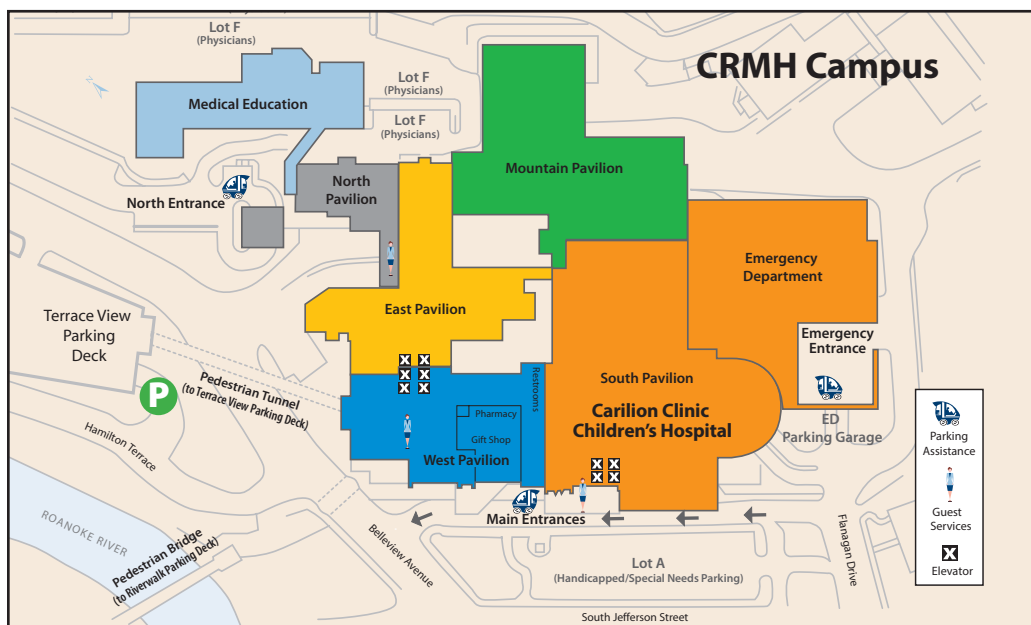 Lot F
(Physicians)
CRMH Campus
Medical Education
Lot F
(Physicians)
Lot F
(Physicians)
N
Mountain Pavilion
North
Pavilion
North Entrance
Emergency
Department
East Pavilion
Terrace View
Parking
Deck
Emergency
Entrance
P
Pedestrian Tunnel
(to Terrace View Parking Deck)
Restrooms
South Pavilion
Carilion Clinic
Children's Hospital
Pharmacy
Gift Shop
West Pavilion
ED
Parking Garage
Parking
Assistance
Guest
Services
X
Elevator
Hamilton Terrace
Main Entrances
ROANOKE RIVER
Pedestrian Bridge
(to Riverwalk Parking Deck)
Belleview Avenue
Flanagan Drive
Lot A
(Handicapped/Special Needs Parking)
South Jefferson Street